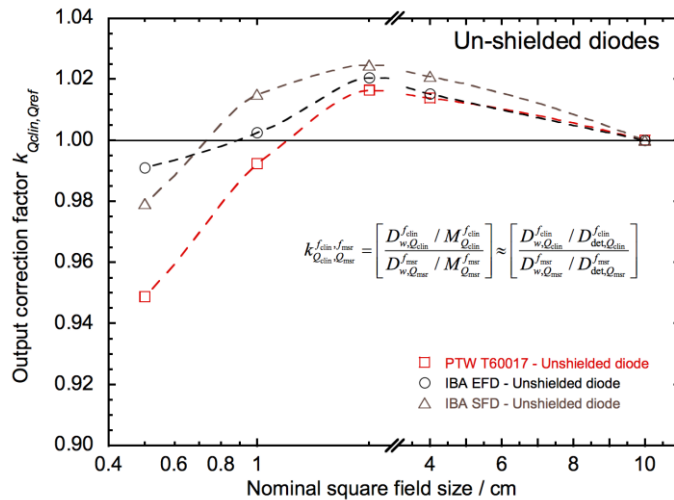 Un-shielded diodes
Output correction factor k_Qclin,Qref
1.04
1.02
1.00
0.98
0.96
0.94
0.92
0.90
k^{f_clin, f_msr}_{Q_clin, Q_msr} = [ (D^{f_clin}_{w,Q_clin} / M^{f_clin}_{Q_clin}) / (D^{f_msr}_{w,Q_msr} / M^{f_msr}_{Q_msr}) ] ≈ [ (D^{f_clin}_{w,Q_clin} / D^{f_clin}_{det,Q_clin}) / (D^{f_msr}_{w,Q_msr} / D^{f_msr}_{det,Q_msr}) ]
PTW T60017 - Unshielded diode
IBA EFD - Unshielded diode
IBA SFD - Unshielded diode
0.4 0.6 0.8 1 4 6 8 10
Nominal square field size / cm